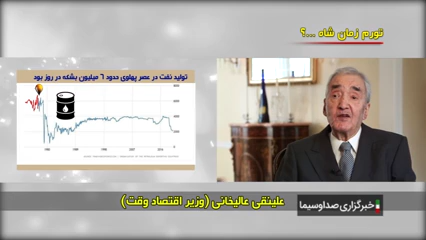 تورم زمان شاه ...؟
تولید نفت در عصر پهلوی حدود ۶ میلیون بشکه در روز بود
علینقی عالیخانی (وزیر اقتصاد وقت)
خبرگزاری صداوسیما